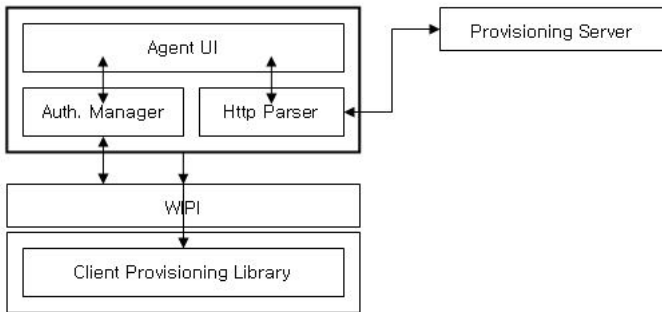 Agent UI
Provisioning Server
Auth. Manager
Http Parser
WIPI
Client Provisioning Library